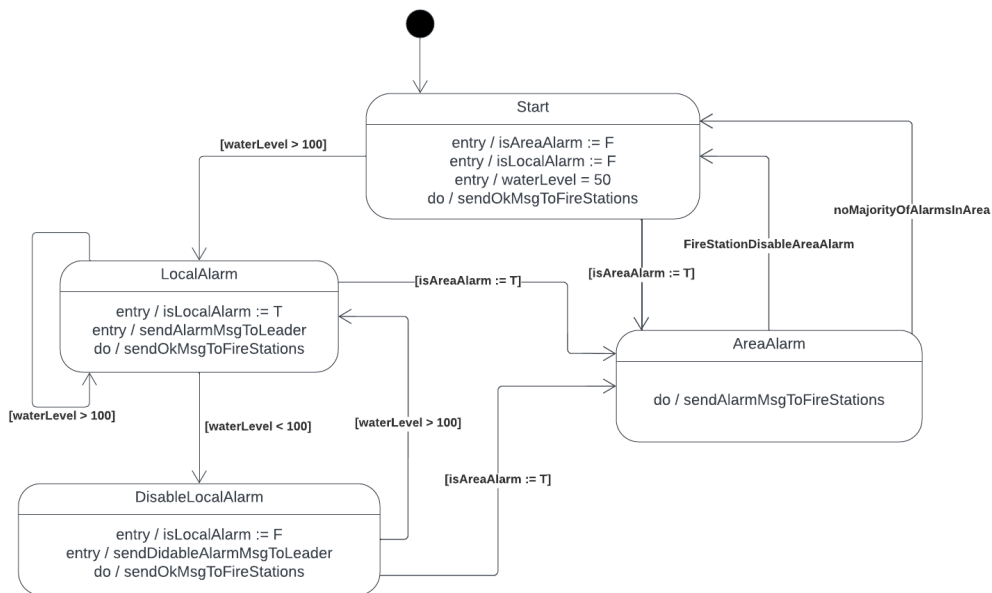 Start
entry / isAreaAlarm := F
entry / isLocalAlarm := F
entry / waterLevel = 50
do / sendOkMsgToFireStations
[waterLevel > 100]
noMajorityOfAlarmsInArea
FireStationDisableAreaAlarm
[isAreaAlarm := T]
LocalAlarm
entry / isLocalAlarm := T
entry / sendAlarmMsgToLeader
do / sendOkMsgToFireStations
[isAreaAlarm := T]
AreaAlarm
do / sendAlarmMsgToFireStations
[waterLevel > 100]
[waterLevel < 100]
[waterLevel > 100]
[isAreaAlarm := T]
DisableLocalAlarm
entry / isLocalAlarm := F
entry / sendDidableAlarmMsgToLeader
do / sendOkMsgToFireStations